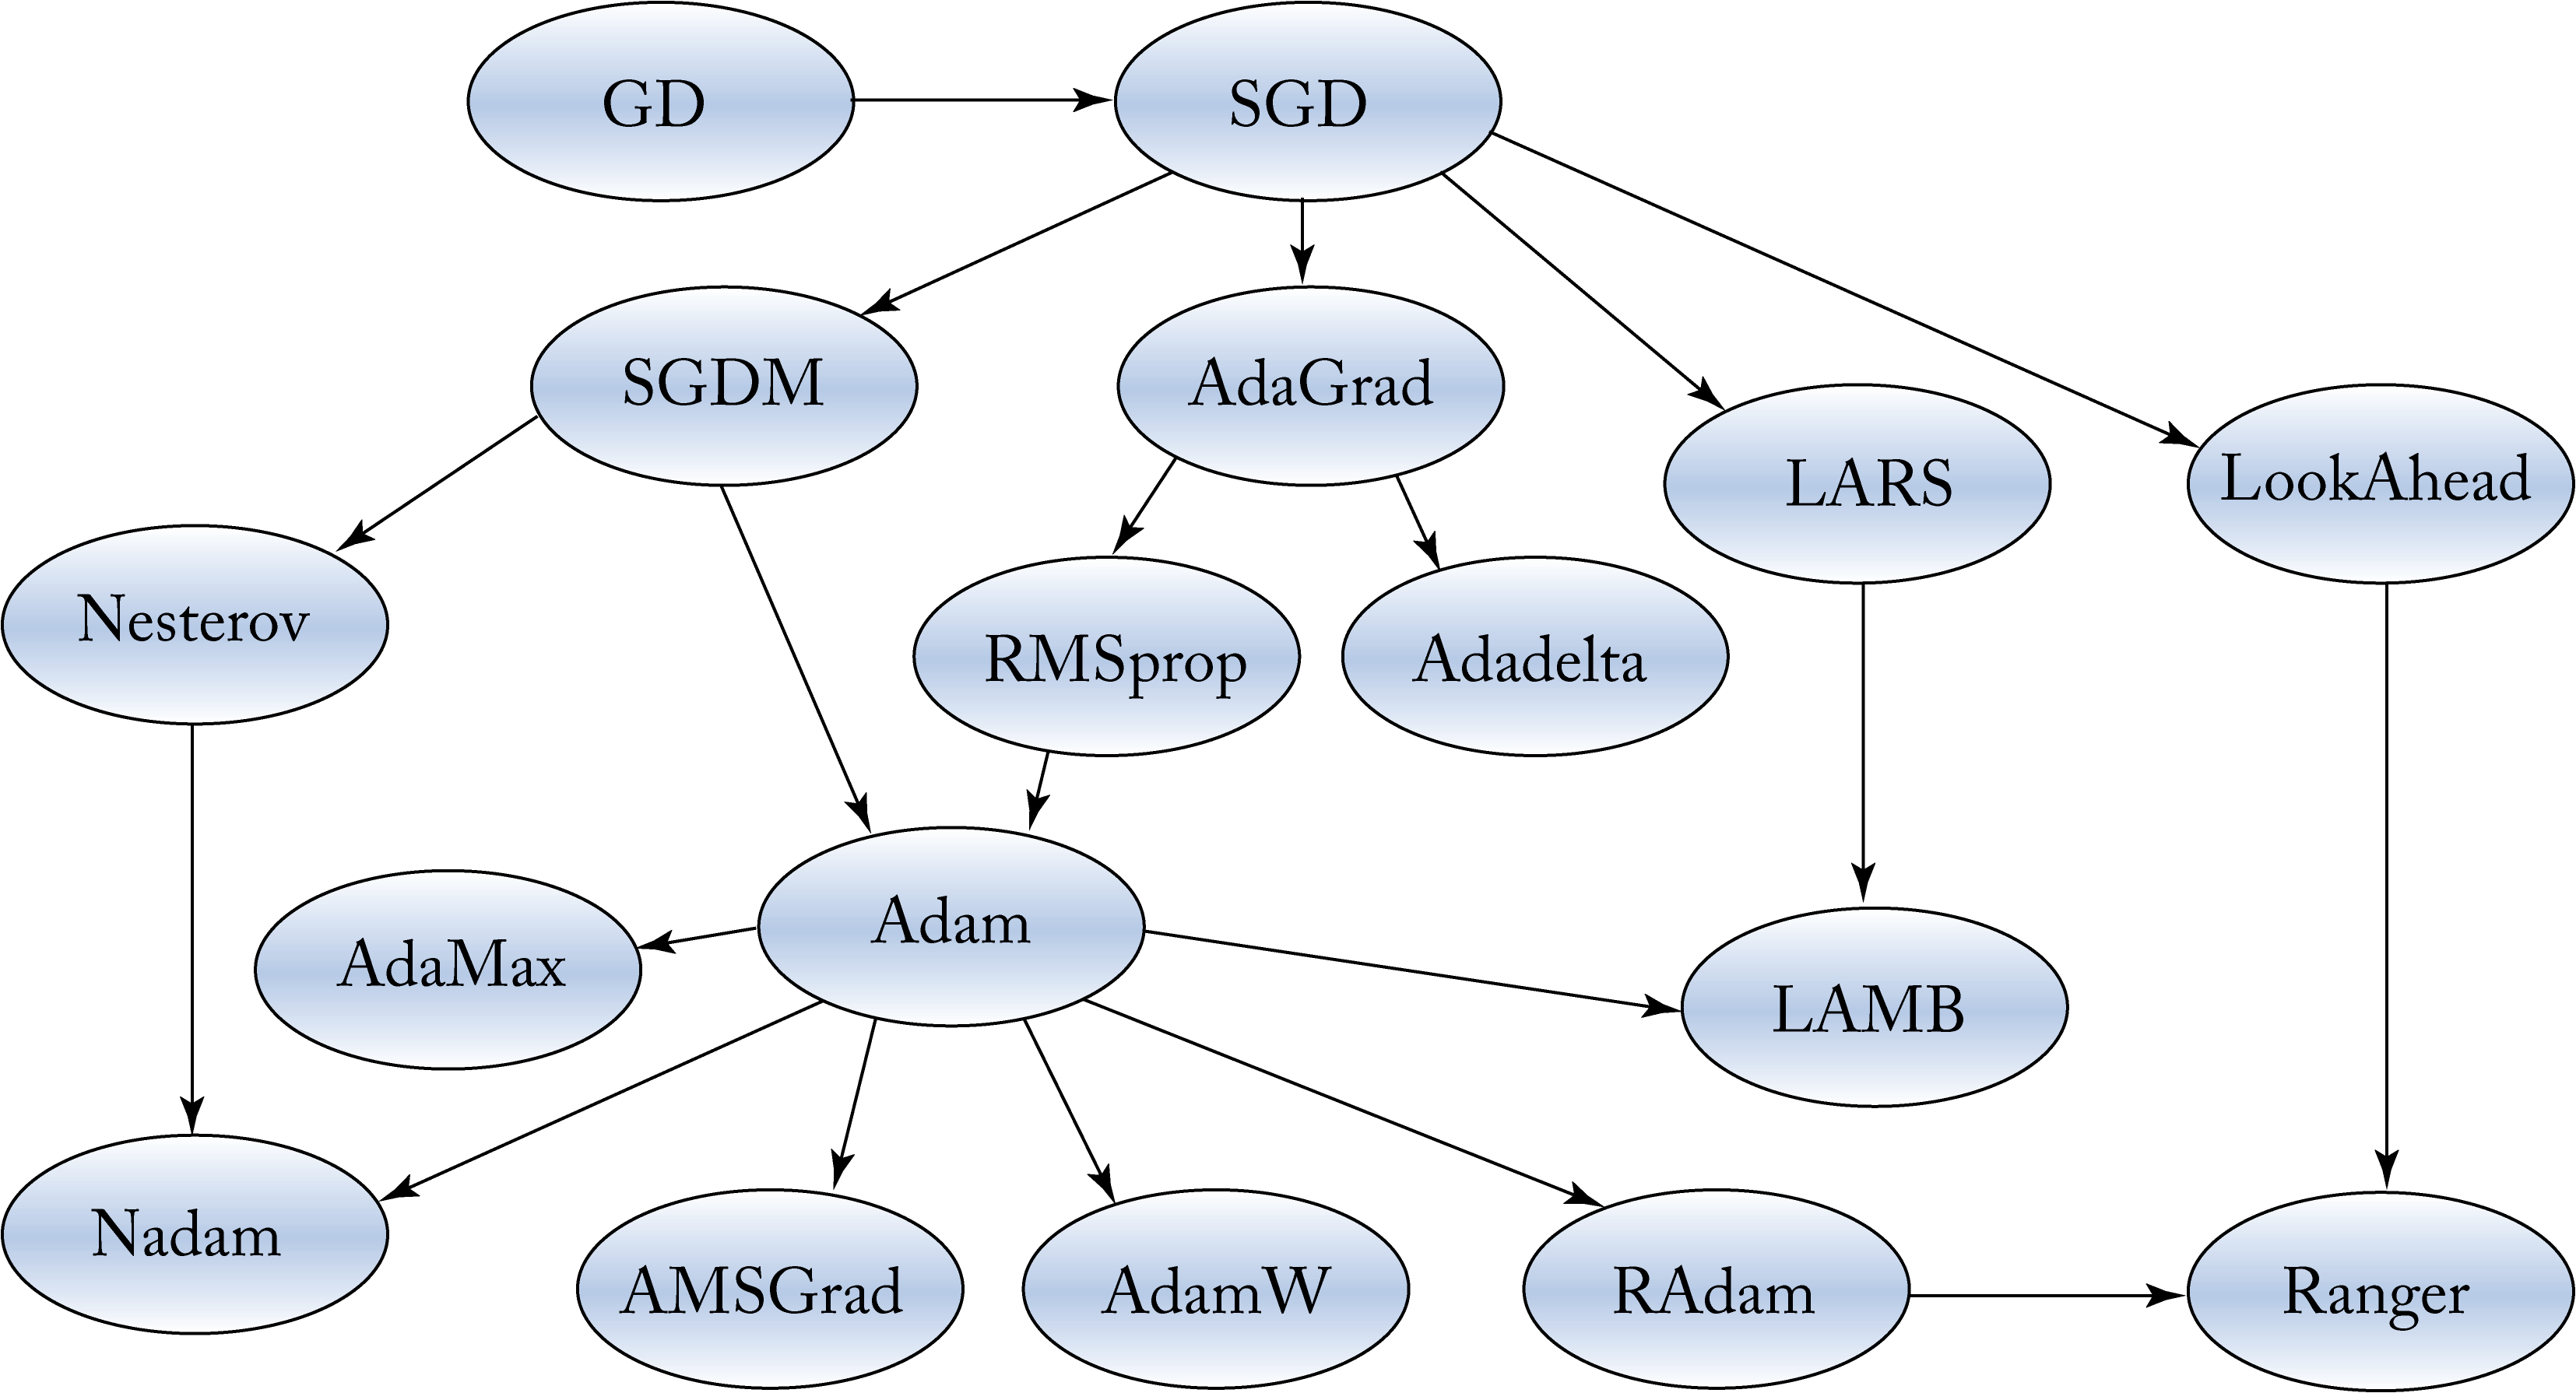 GD
SGD
SGDM
AdaGrad
LARS
LookAhead
Nesterov
RMSprop
Adadelta
Adam
AdaMax
LAMB
Nadam
AMSGrad
AdamW
RAdam
Ranger